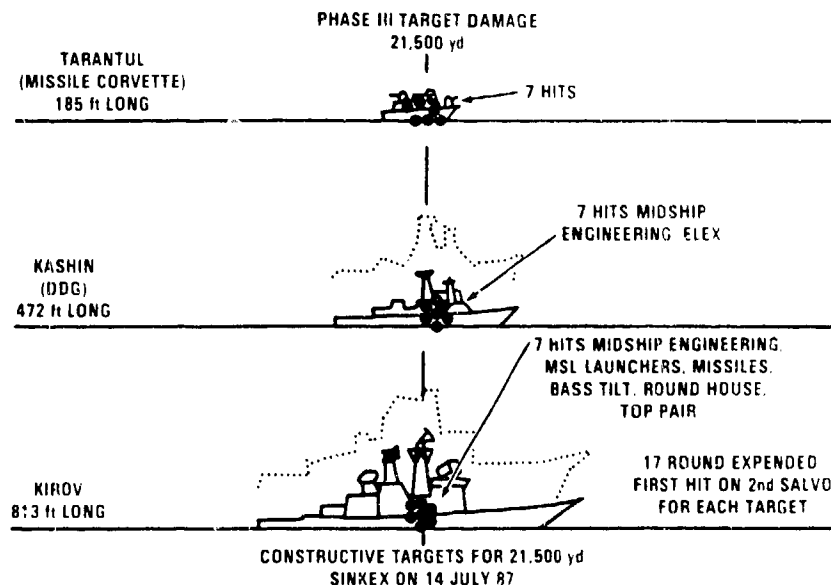 PHASE III TARGET DAMAGE
21,500 yd
TARANTUL
(MISSILE CORVETTE)
185 ft LONG
7 HITS
7 HITS MIDSHIP
ENGINEERING ELEX
KASHIN
(DDG)
472 ft LONG
7 HITS MIDSHIP ENGINEERING,
MSL LAUNCHERS, MISSILES,
BASS TILT, ROUND HOUSE,
TOP PAIR
KIROV
813 ft LONG
17 ROUND EXPENDED
FIRST HIT ON 2nd SALVO
FOR EACH TARGET
CONSTRUCTIVE TARGETS FOR 21,500 yd
SINKEX ON 14 JULY 87